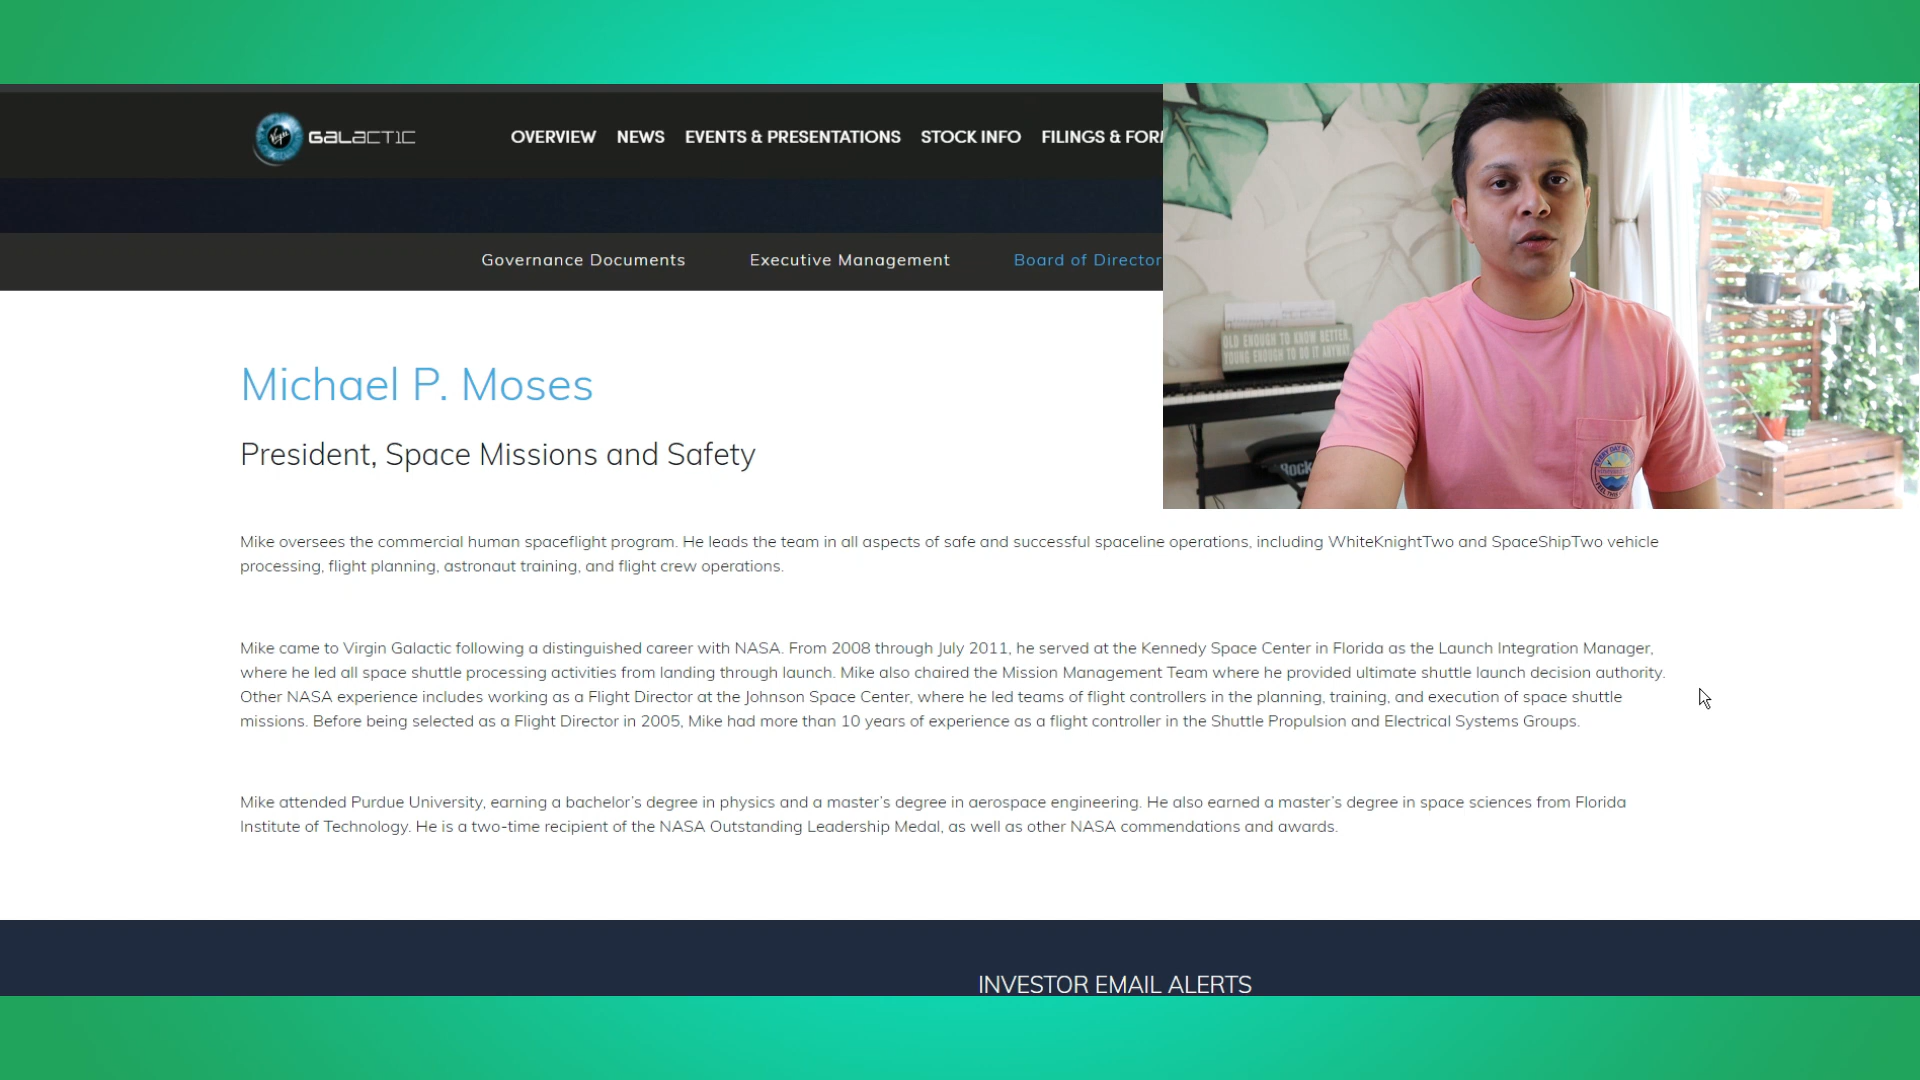 Virgin GALACTIC
OVERVIEW NEWS EVENTS & PRESENTATIONS STOCK INFO FILINGS & FORM
Governance Documents Executive Management Board of Director
OLD ENOUGH TO KNOW BETTER
YOUNG ENOUGH TO DO IT ANYWAY
Rock
EVERY DAY
FEEL THIS
Michael P. Moses
President, Space Missions and Safety
Mike oversees the commercial human spaceflight program. He leads the team in all aspects of safe and successful spaceline operations, including WhiteKnightTwo and SpaceShipTwo vehicle
processing, flight planning, astronaut training, and flight crew operations.
Mike came to Virgin Galactic following a distinguished career with NASA. From 2008 through July 2011, he served at the Kennedy Space Center in Florida as the Launch Integration Manager,
where he led all space shuttle processing activities from landing through launch. Mike also chaired the Mission Management Team where he provided ultimate shuttle launch decision authority.
Other NASA experience includes working as a Flight Director at the Johnson Space Center, where he led teams of flight controllers in the planning, training, and execution of space shuttle
missions. Before being selected as a Flight Director in 2005, Mike had more than 10 years of experience as a flight controller in the Shuttle Propulsion and Electrical Systems Groups.
Mike attended Purdue University, earning a bachelor’s degree in physics and a master’s degree in aerospace engineering. He also earned a master’s degree in space sciences from Florida
Institute of Technology. He is a two-time recipient of the NASA Outstanding Leadership Medal, as well as other NASA commendations and awards.
INVESTOR EMAIL ALERTS